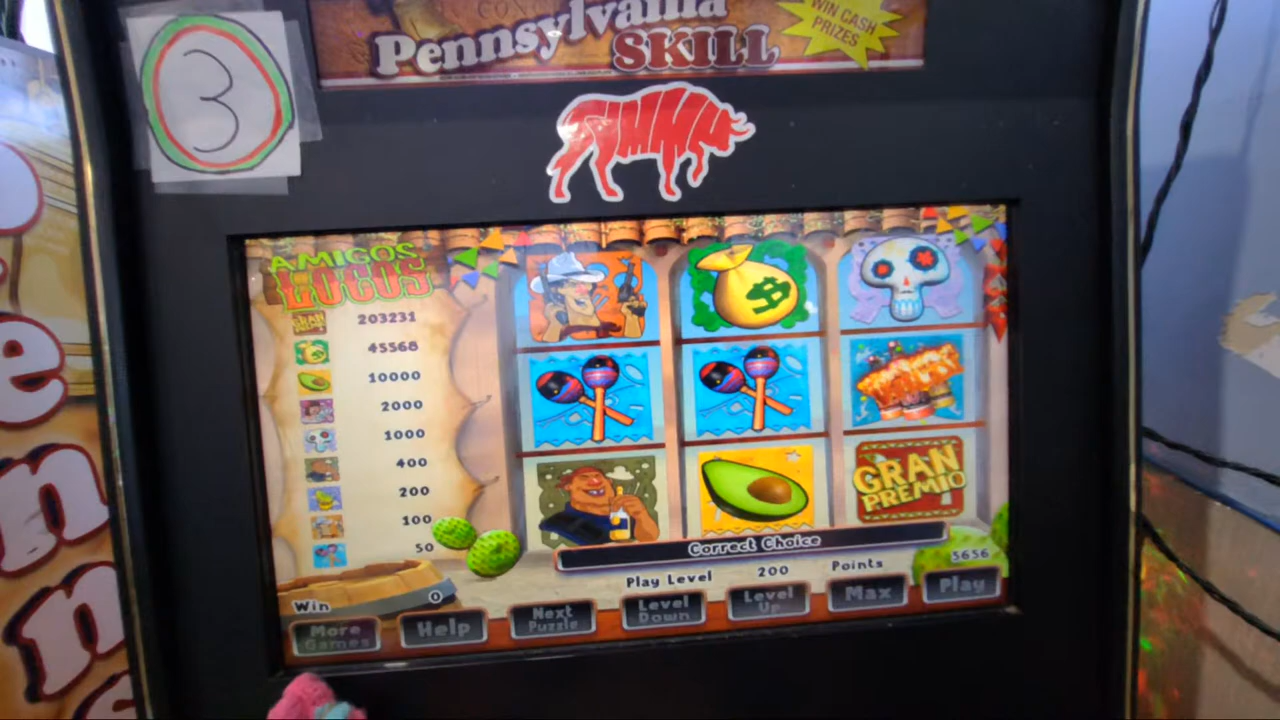 3
Pennsylvania
SKILL
WIN CASH
PRIZES
AMIGOS
LOCOS
203231
45568
10000
2000
1000
400
200
100
50
GRAN
PREMIO
Correct Choice
Play Level
200
Points
5656
Win
0
More
Games
Help
Next
Puzzle
Level
Down
Level
Up
Max
Play
e
n
n